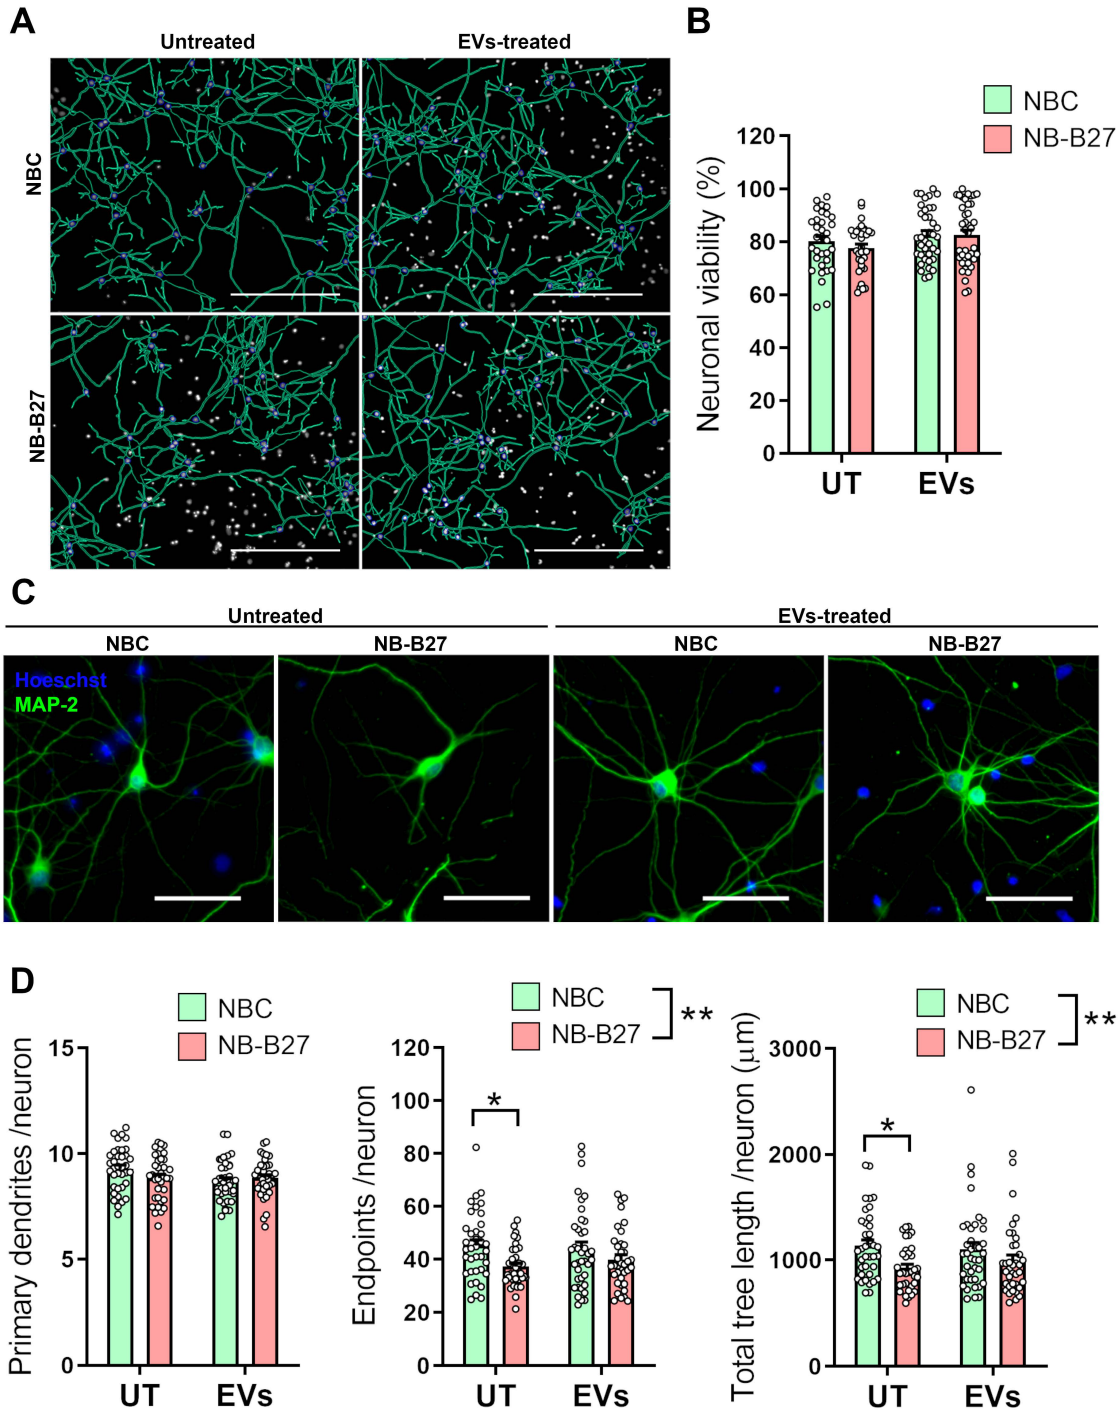 A
Untreated
EVs-treated
NBC
NB-B27
B
NBC
NB-B27
Neuronal viability (%)
120
100
80
60
40
20
0
UT
EVs
C
Untreated
EVs-treated
NBC
NB-B27
NBC
NB-B27
Hoeschst
MAP-2
D
NBC
NB-B27
Primary dendrites /neuron
15
10
5
0
UT
EVs
NBC
NB-B27
**
Endpoints /neuron
120
100
80
60
40
20
0
*
UT
EVs
NBC
NB-B27
**
Total tree length /neuron (µm)
3000
2000
1000
0
*
UT
EVs